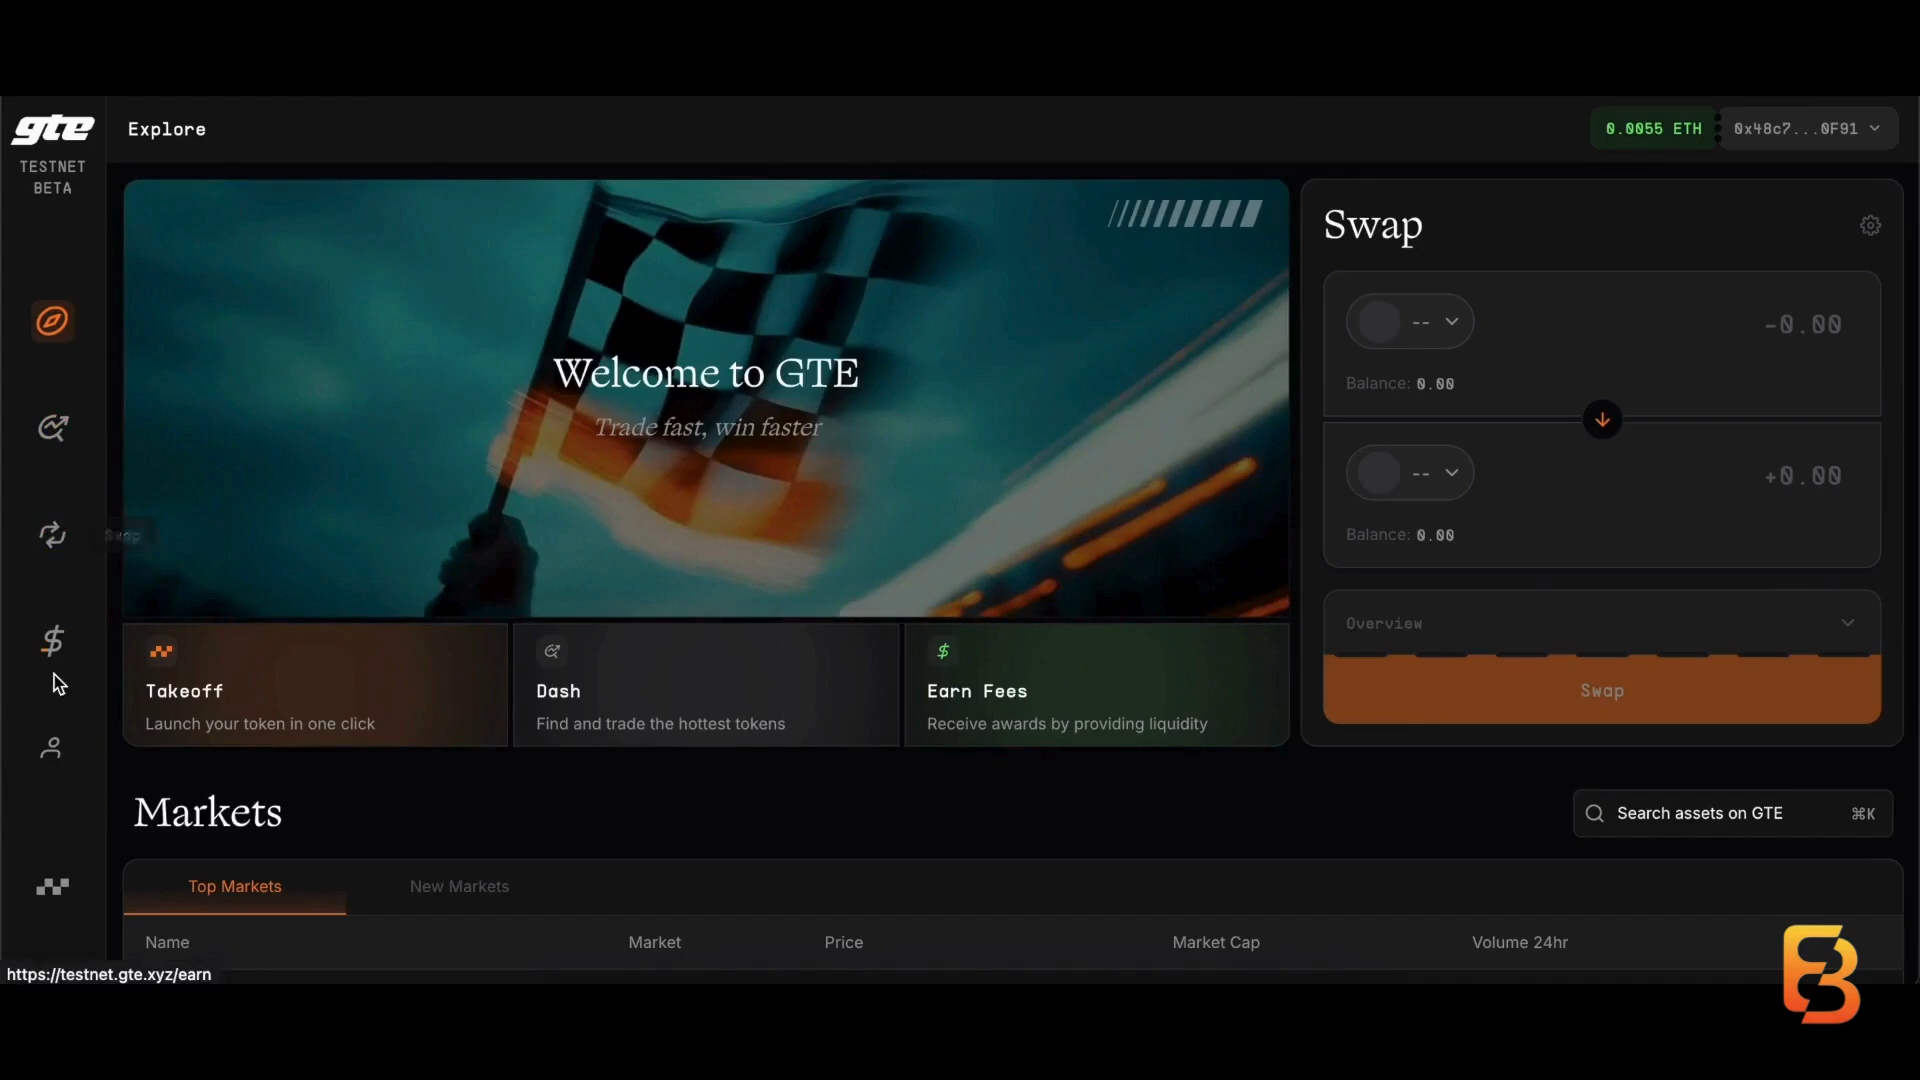 gte
TESTNET
BETA
Explore
0.0055 ETH
0x48c7...0F91
Welcome to GTE
Trade fast, win faster
Swap
--
-0.00
Balance: 0.00
--
+0.00
Balance: 0.00
Overview
Swap
Swap
Takeoff
Launch your token in one click
Dash
Find and trade the hottest tokens
Earn Fees
Receive awards by providing liquidity
Markets
Search assets on GTE
⌘K
Top Markets
New Markets
Name
Market
Price
Market Cap
Volume 24hr
https://testnet.gte.xyz/earn